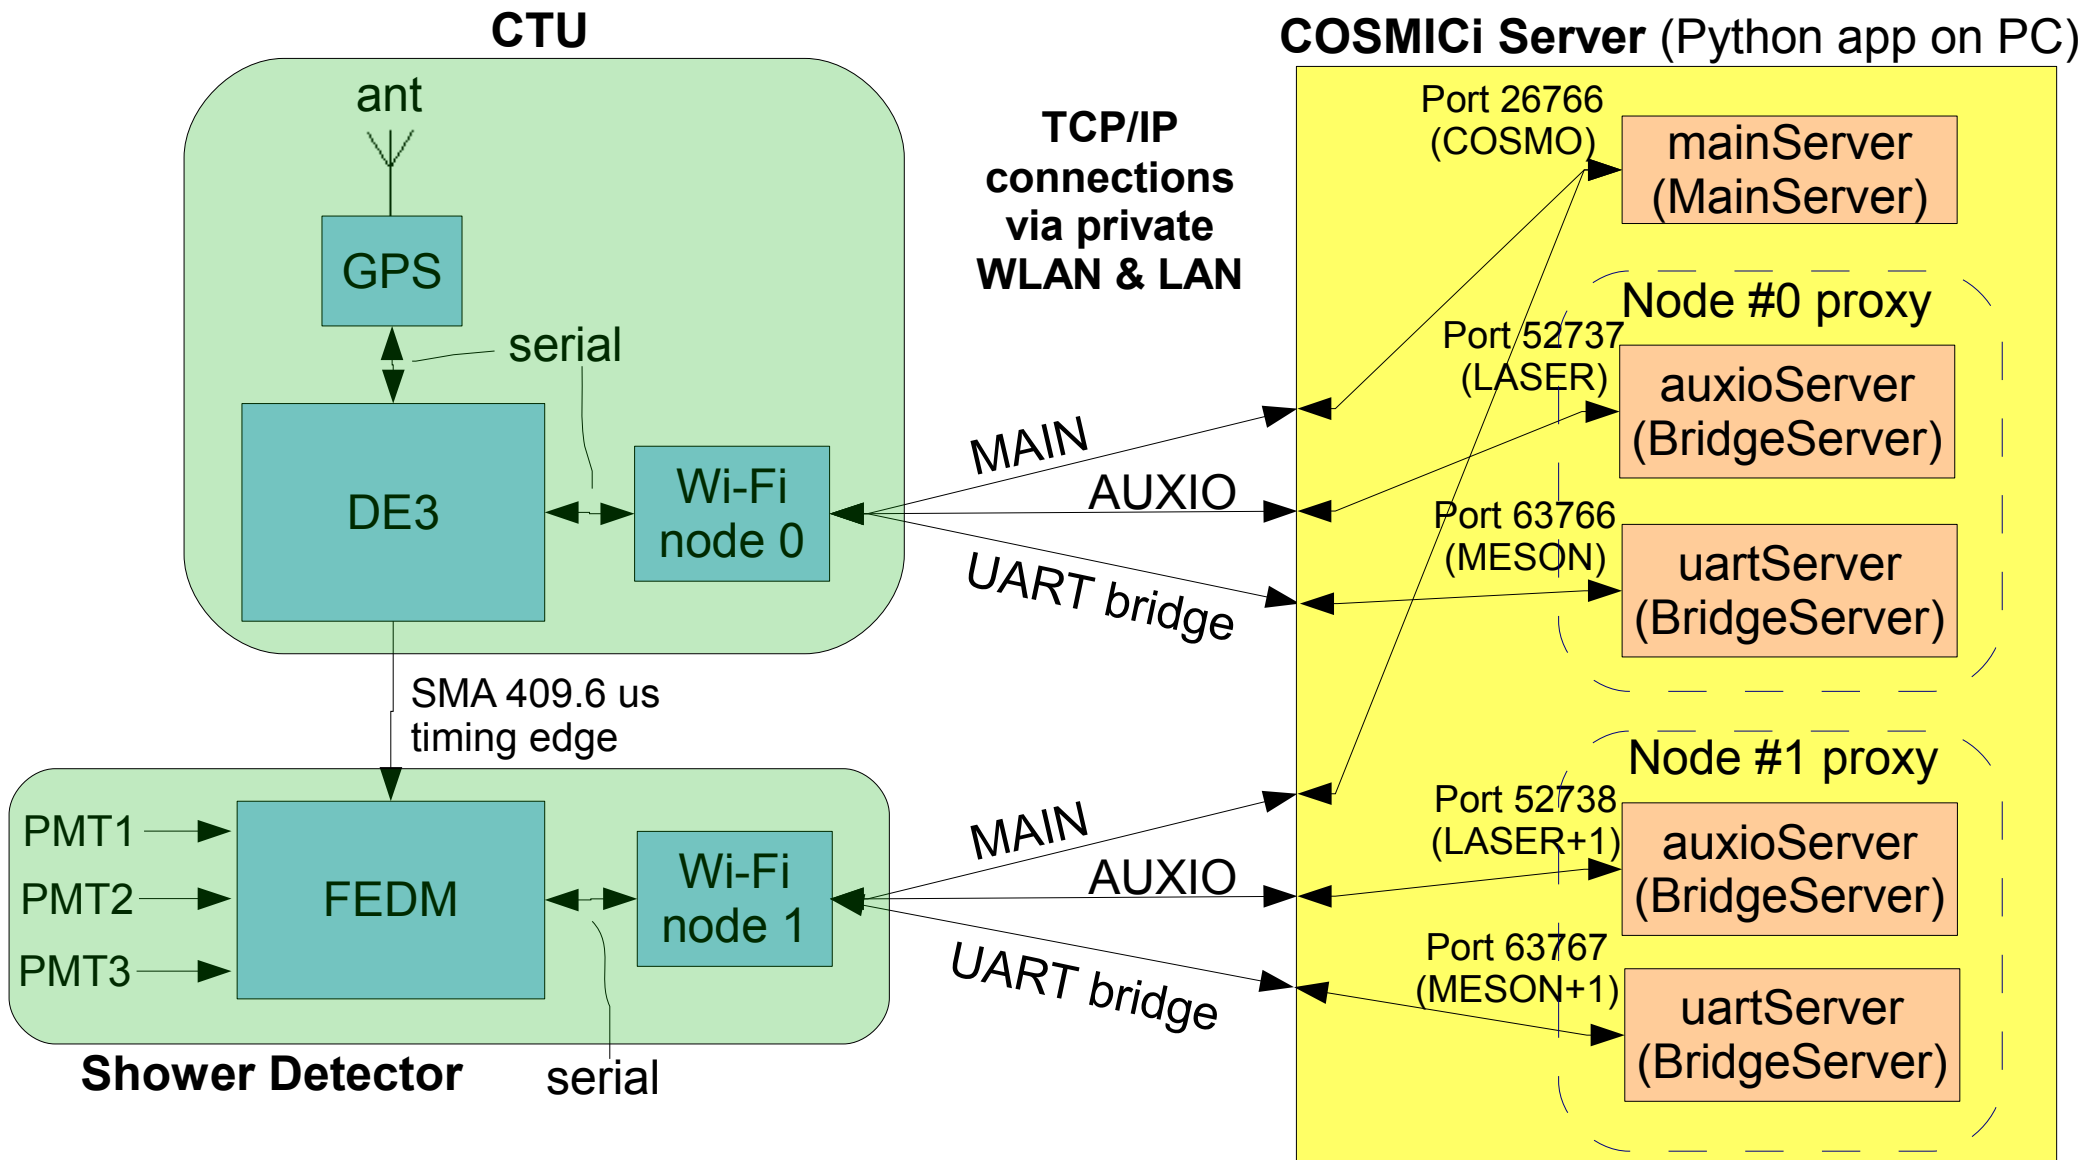 CTU
COSMICi Server (Python app on PC)
ant
GPS
serial
DE3
Wi-Fi
node 0
SMA 409.6 us
timing edge
PMT1
PMT2
PMT3
FEDM
Wi-Fi
node 1
Shower Detector
serial
TCP/IP
connections
via private
WLAN & LAN
MAIN
AUXIO
UART bridge
MAIN
AUXIO
UART bridge
Port 26766
(COSMO)
mainServer
(MainServer)
Node #0 proxy
Port 52737
(LASER)
auxioServer
(BridgeServer)
Port 63766
(MESON)
uartServer
(BridgeServer)
Node #1 proxy
Port 52738
(LASER+1)
auxioServer
(BridgeServer)
Port 63767
(MESON+1)
uartServer
(BridgeServer)